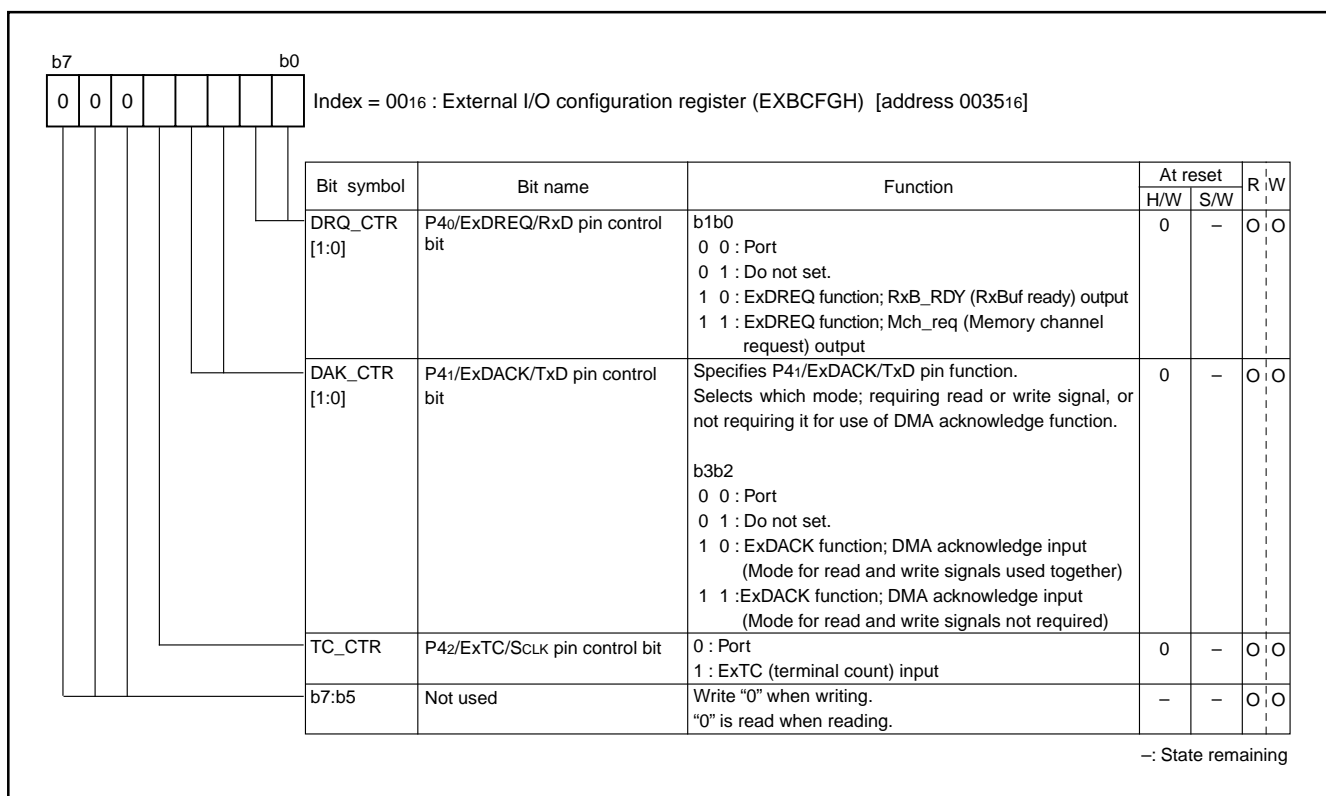 b7 b0
0 0 0
Index = 0016 : External I/O configuration register (EXBCFGH) [address 003516]
Bit symbol Bit name Function At reset R W
H/W S/W
DRQ_CTR [1:0] P40/ExDREQ/RxD pin control bit b1b0 0 – O O
0 0 : Port
0 1 : Do not set.
1 0 : ExDREQ function; RxB_RDY (RxBuf ready) output
1 1 : ExDREQ function; Mch_req (Memory channel
request) output
DAK_CTR [1:0] P41/ExDACK/TxD pin control bit Specifies P41/ExDACK/TxD pin function. 0 – O O
Selects which mode; requiring read or write signal, or
not requiring it for use of DMA acknowledge function.
b3b2
0 0 : Port
0 1 : Do not set.
1 0 : ExDACK function; DMA acknowledge input
(Mode for read and write signals used together)
1 1 :ExDACK function; DMA acknowledge input
(Mode for read and write signals not required)
TC_CTR P42/ExTC/SCLK pin control bit 0 : Port 0 – O O
1 : ExTC (terminal count) input
b7:b5 Not used Write “0” when writing. – – O O
“0” is read when reading.
–: State remaining